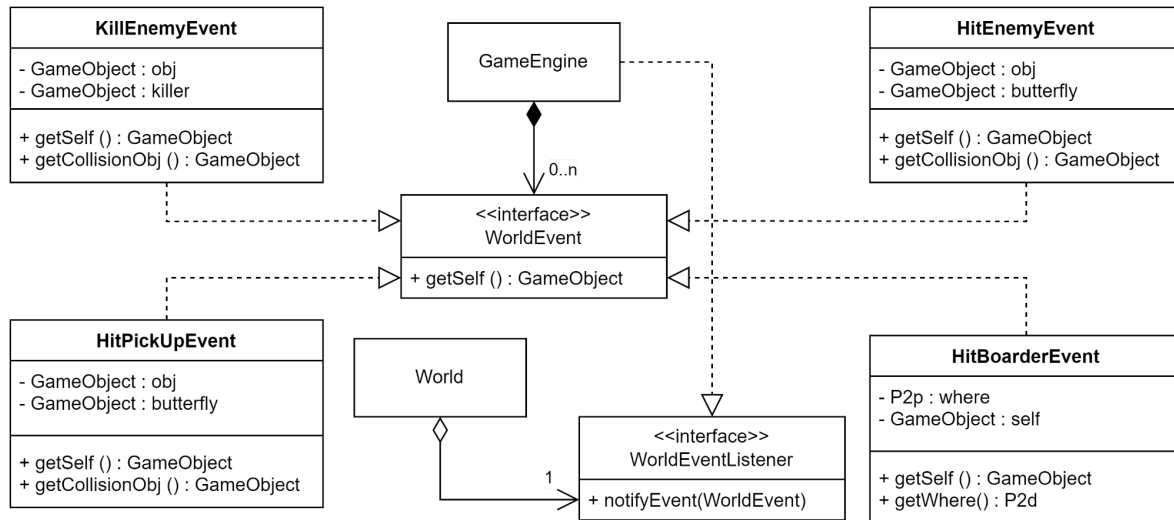 KillEnemyEvent
- GameObject : obj
- GameObject : killer
+ getSelf () : GameObject
+ getCollisionObj () : GameObject
GameEngine
0..n
HitEnemyEvent
- GameObject : obj
- GameObject : butterfly
+ getSelf () : GameObject
+ getCollisionObj () : GameObject
<<interface>>
WorldEvent
+ getSelf () : GameObject
HitPickUpEvent
- GameObject : obj
- GameObject : butterfly
+ getSelf () : GameObject
+ getCollisionObj () : GameObject
World
1
<<interface>>
WorldEventListener
+ notifyEvent(WorldEvent)
HitBoarderEvent
- P2p : where
- GameObject : self
+ getSelf () : GameObject
+ getWhere() : P2d